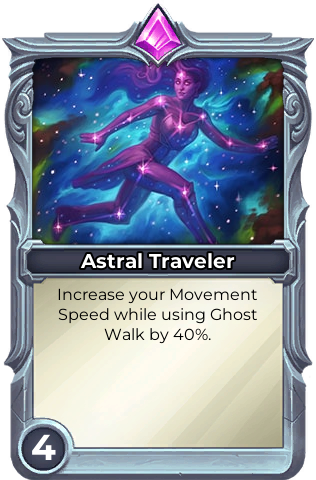 Astral Traveler
Increase your Movement
Speed while using Ghost
Walk by 40%.
4